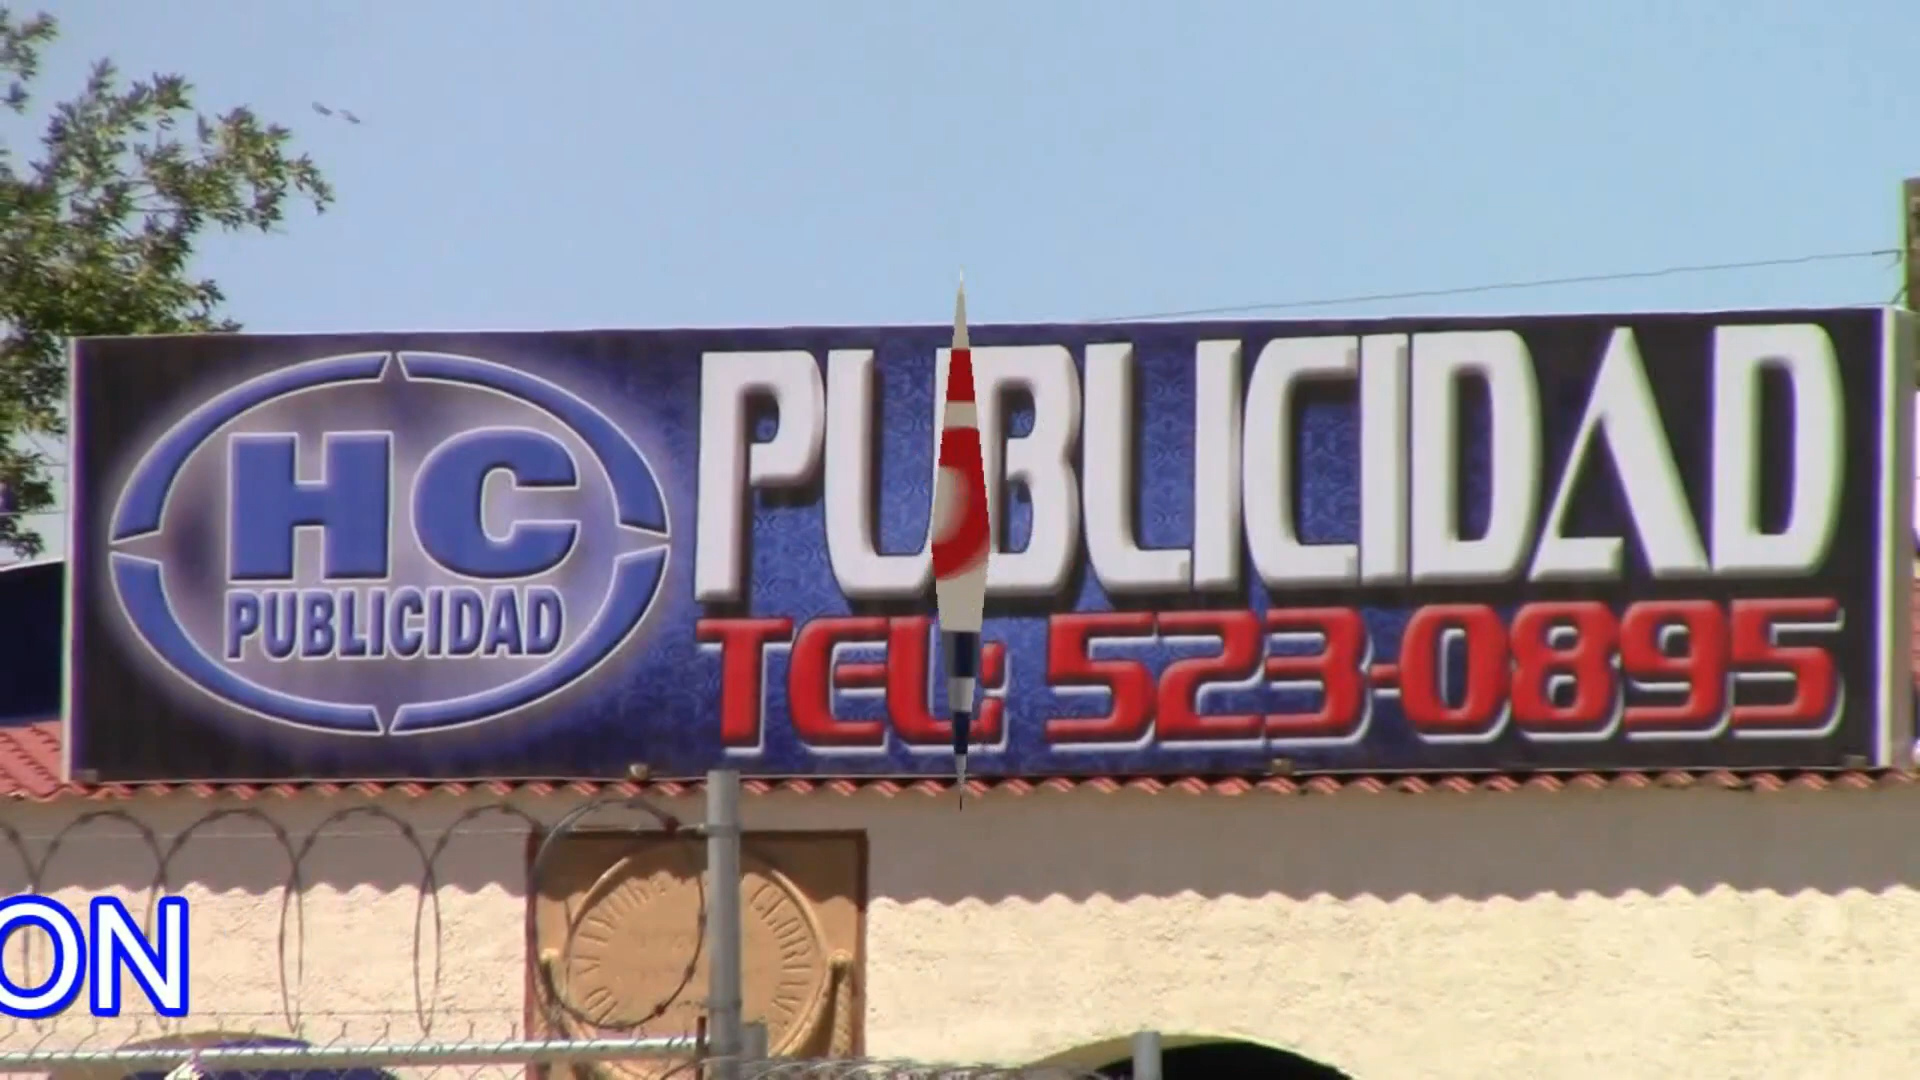 HC
PUBLICIDAD
PUBLICIDAD
TEL: 523-0895
ON